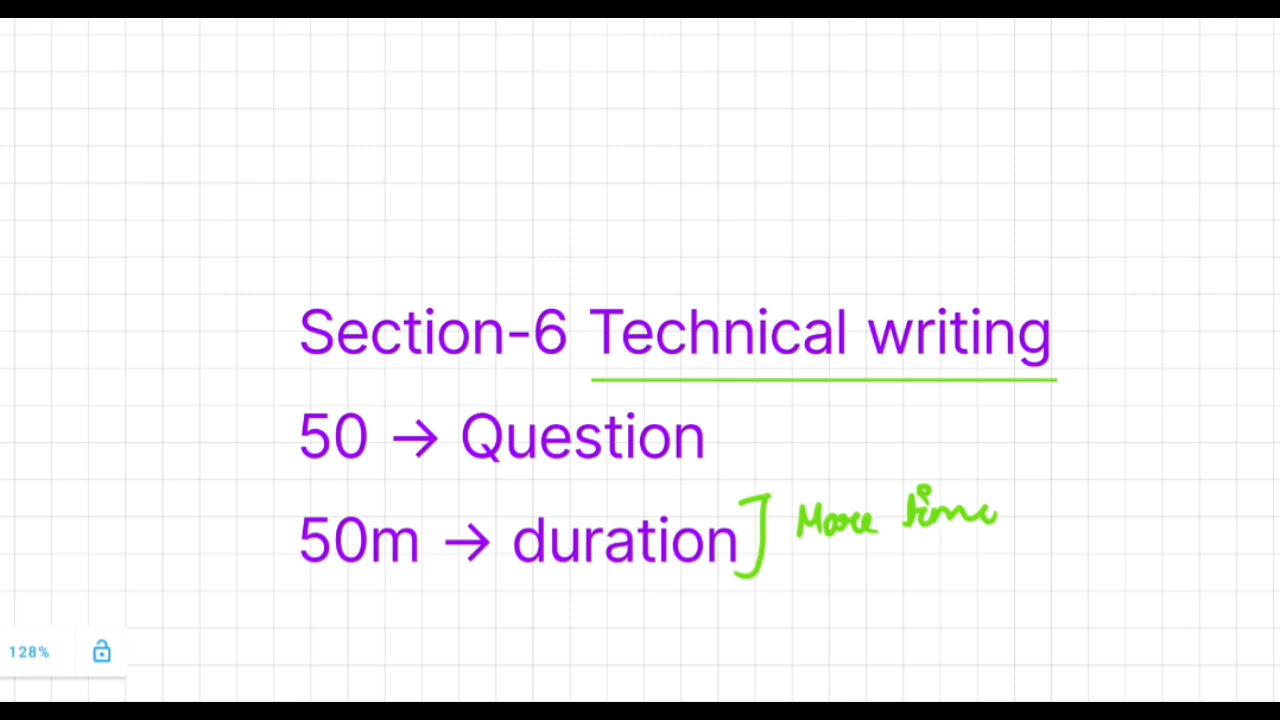 Section-6 Technical writing
50 → Question
50m → duration] More time
128%